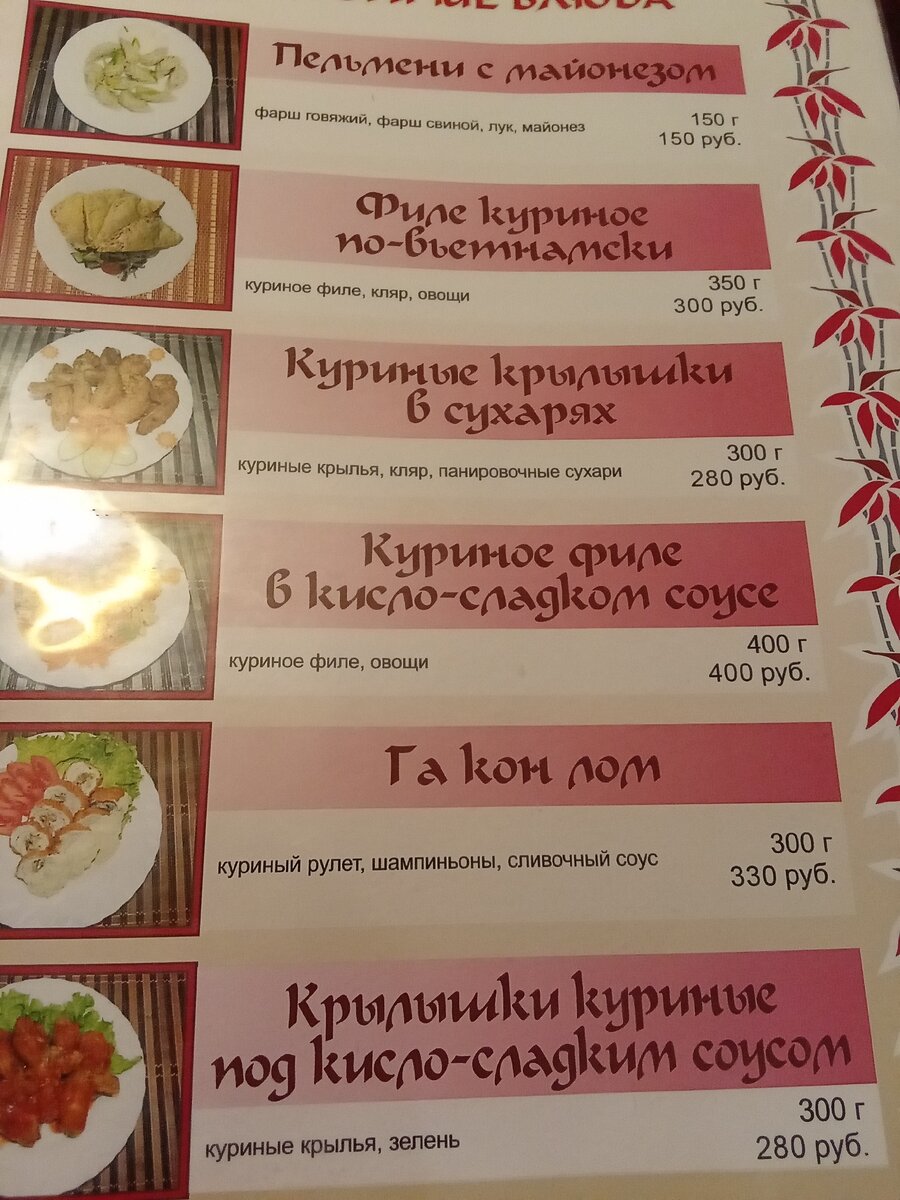 БЛЮДА
Пельмени с майонезом
фарш говяжий, фарш свиной, лук, майонез
150 г
150 руб.
Филе куриное
по-вьетнамски
куриное филе, кляр, овощи
350 г
300 руб.
Куриные крылышки
в сухарях
куриные крылья, кляр, панировочные сухари
300 г
280 руб.
Куриное филе
в кисло-сладком соусе
куриное филе, овощи
400 г
400 руб.
Га кон лом
куриный рулет, шампиньоны, сливочный соус
300 г
330 руб.
Крылышки куриные
под кисло-сладким соусом
куриные крылья, зелень
300 г
280 руб.